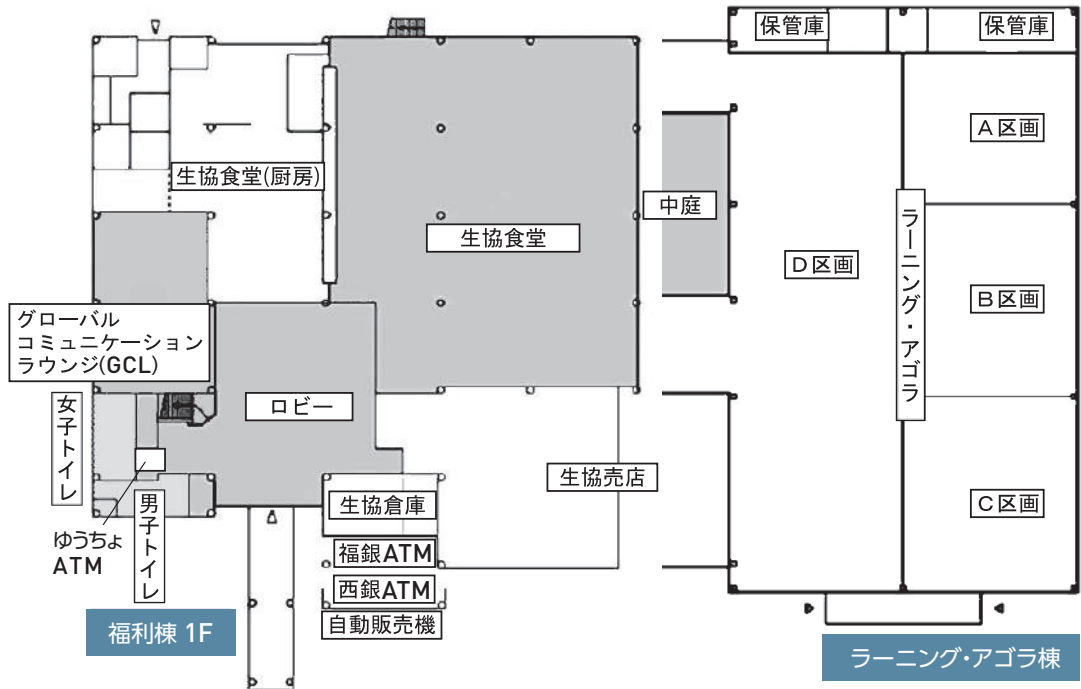 保管庫
保管庫
A区画
生協食堂(厨房)
中庭
生協食堂
D区画
ラーニング・アゴラ
B区画
グローバル
コミュニケーション
ラウンジ(GCL)
ロビー
女子トイレ
生協売店
男子トイレ
生協倉庫
C区画
ゆうちょ
ATM
福銀ATM
西銀ATM
自動販売機
福利棟 1F
ラーニング・アゴラ棟